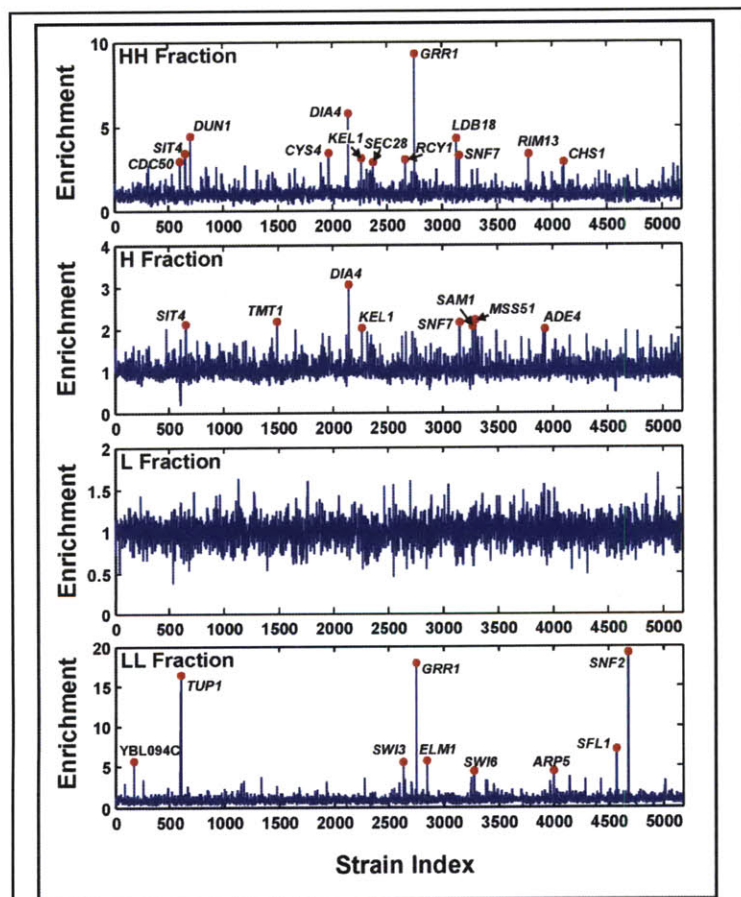 HH Fraction
Enrichment
10
5
0
GRR1
DIA4
DUN1
KEL1
SEC28
LDB18
SIT4
CDC50
CYS4
RCY1
SNF7
RIM13
CHS1
0 500 1000 1500 2000 2500 3000 3500 4000 4500 5000
H Fraction
Enrichment
4
3
2
1
0
DIA4
SIT4
TMT1
KEL1
SAM1
MSS51
SNF7
ADE4
0 500 1000 1500 2000 2500 3000 3500 4000 4500 5000
L Fraction
Enrichment
2
1.5
1
0.5
0
0 500 1000 1500 2000 2500 3000 3500 4000 4500 5000
LL Fraction
Enrichment
20
15
10
5
0
TUP1
GRR1
SNF2
YBL094C
SWI3
ELM1
SWI6
ARP5
SFL1
0 500 1000 1500 2000 2500 3000 3500 4000 4500 5000
Strain Index